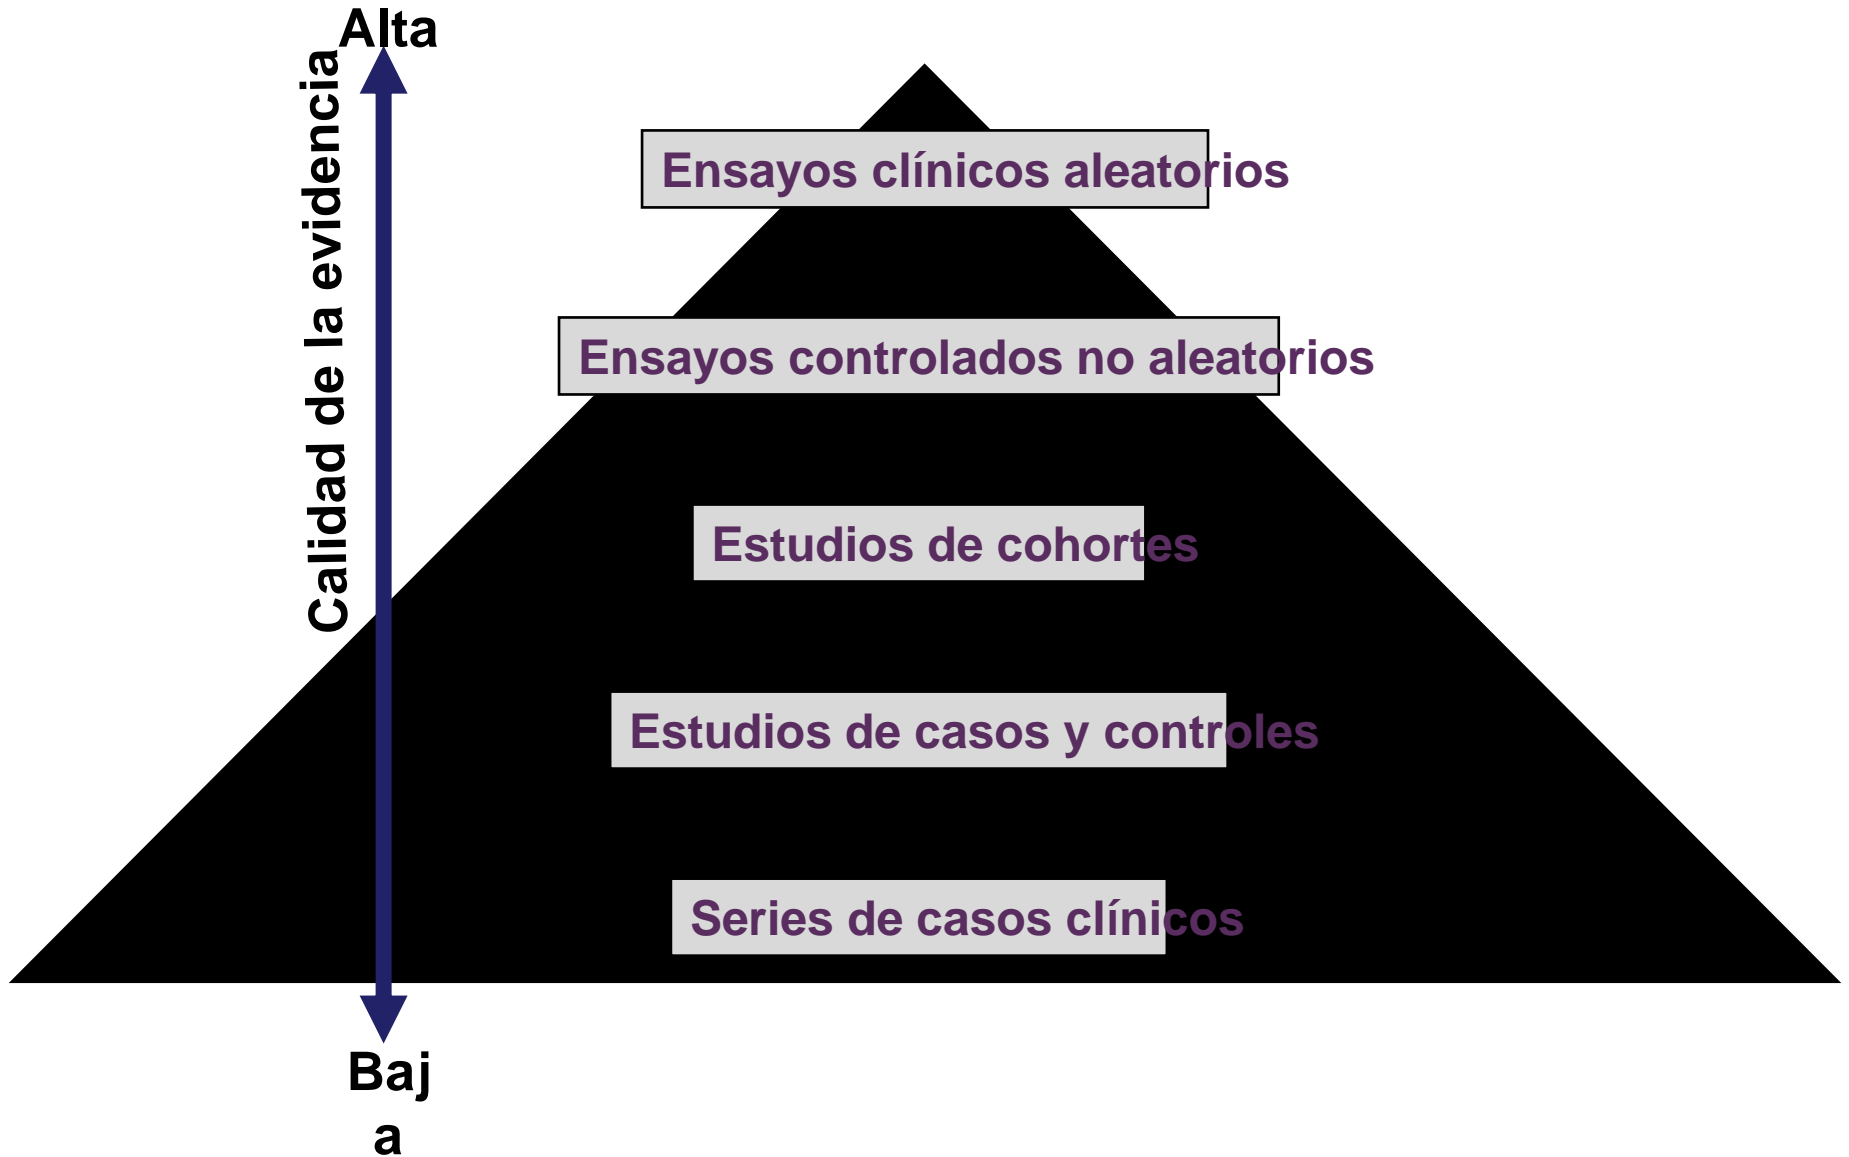 Alta
Calidad de la evidencia
Ensayos clínicos aleatorios
Ensayos controlados no aleatorios
Estudios de cohortes
Estudios de casos y controles
Series de casos clínicos
Baj
a